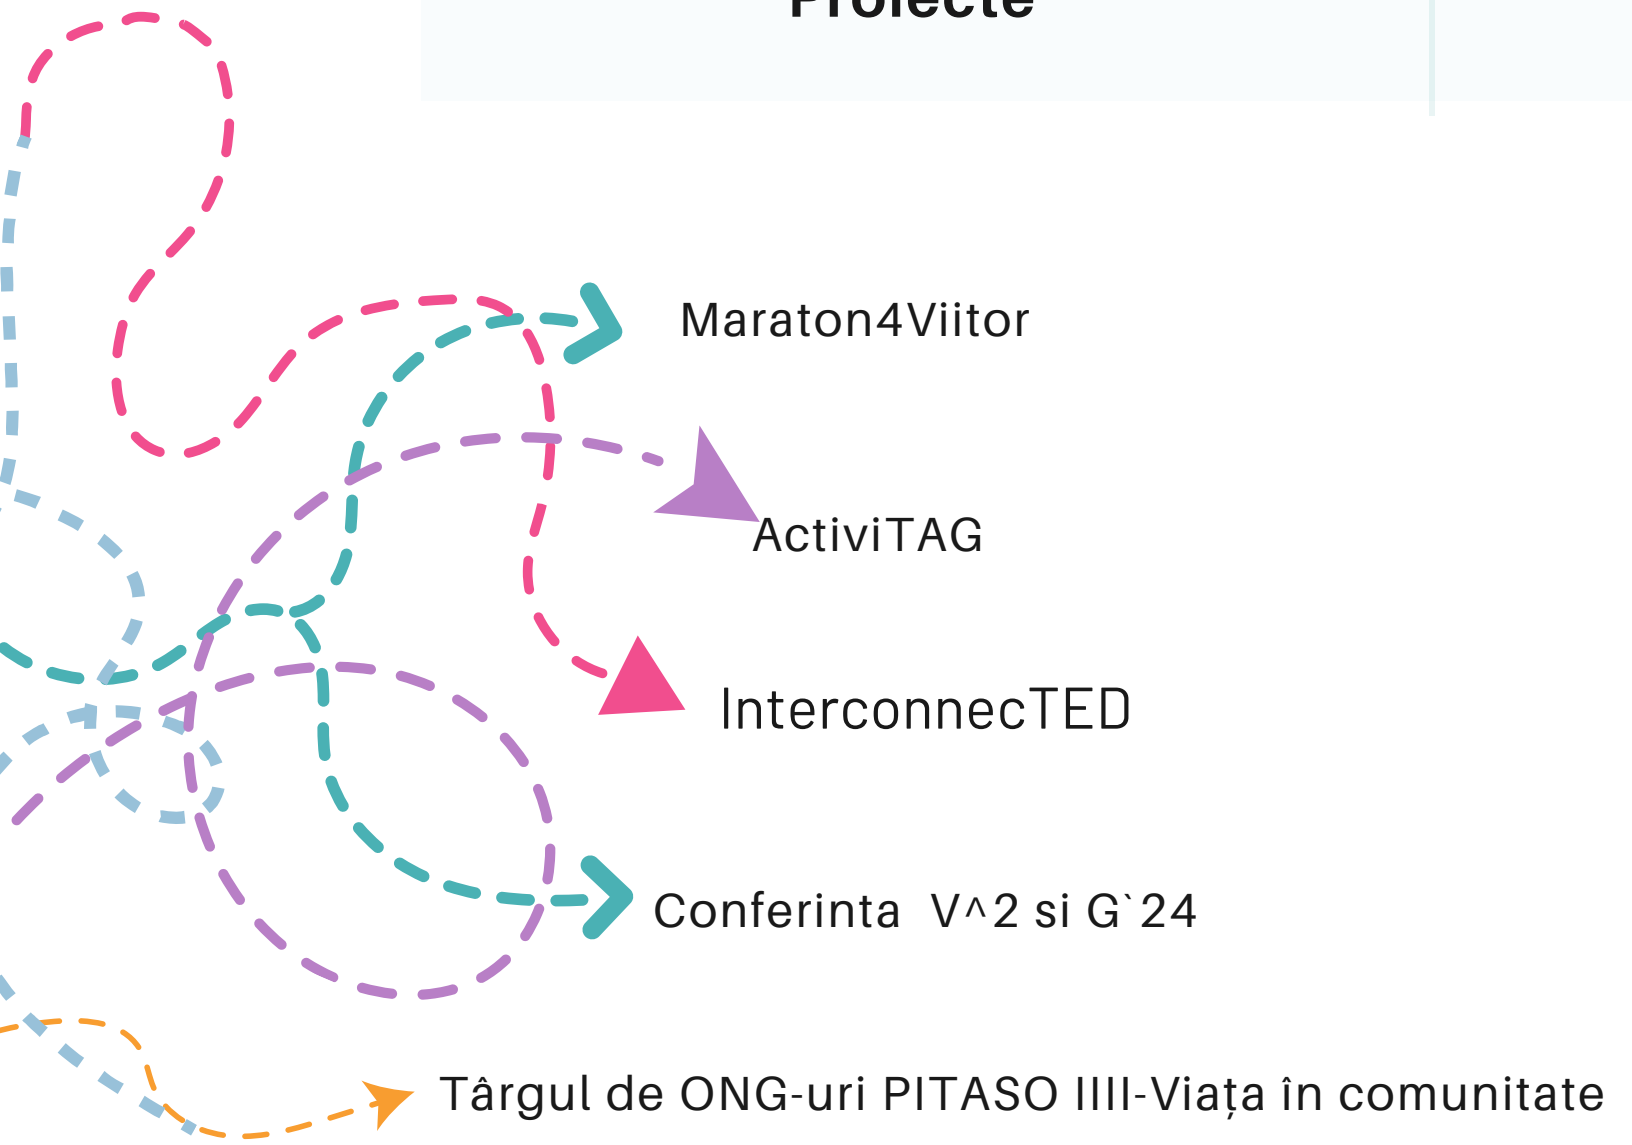 Proiecte
Maraton4Viitor
ActiviTAG
InterconnecTED
Conferinta  V^2 si G`24
Târgul de ONG-uri PITASO IIII-Viața în comunitate